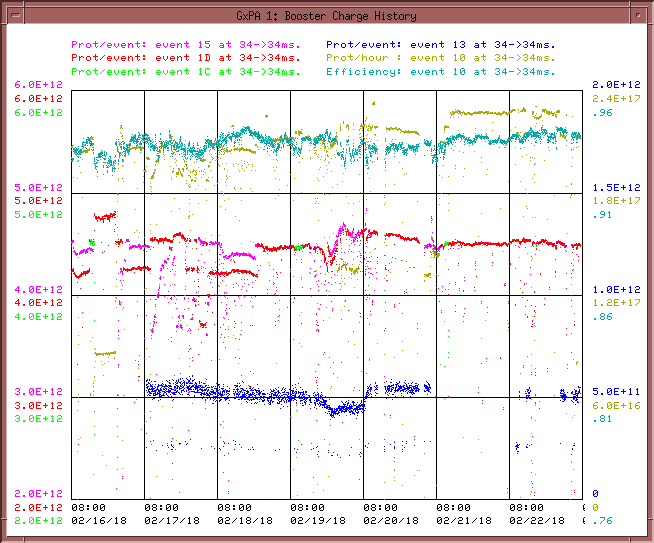 GxPA 1: Booster Charge History
Prot/event: event 15 at 34->34ms. Prot/event: event 13 at 34->34ms.
Prot/event: event 1D at 34->34ms. Prot/hour : event 10 at 34->34ms.
Prot/event: event 1C at 34->34ms. Efficiency: event 10 at 34->34ms.
6.0E+12 2.0E+12
6.0E+12 2.4E+17
6.0E+12 .96
5.0E+12 1.5E+12
5.0E+12 1.8E+17
5.0E+12 .91
4.0E+12 1.0E+12
4.0E+12 1.2E+17
4.0E+12 .86
3.0E+12 5.0E+11
3.0E+12 6.0E+16
3.0E+12 .81
2.0E+12 0
2.0E+12 08:00 08:00 08:00 08:00 08:00 08:00 08:00 0
2.0E+12 02/16/18 02/17/18 02/18/18 02/19/18 02/20/18 02/21/18 02/22/18 .76